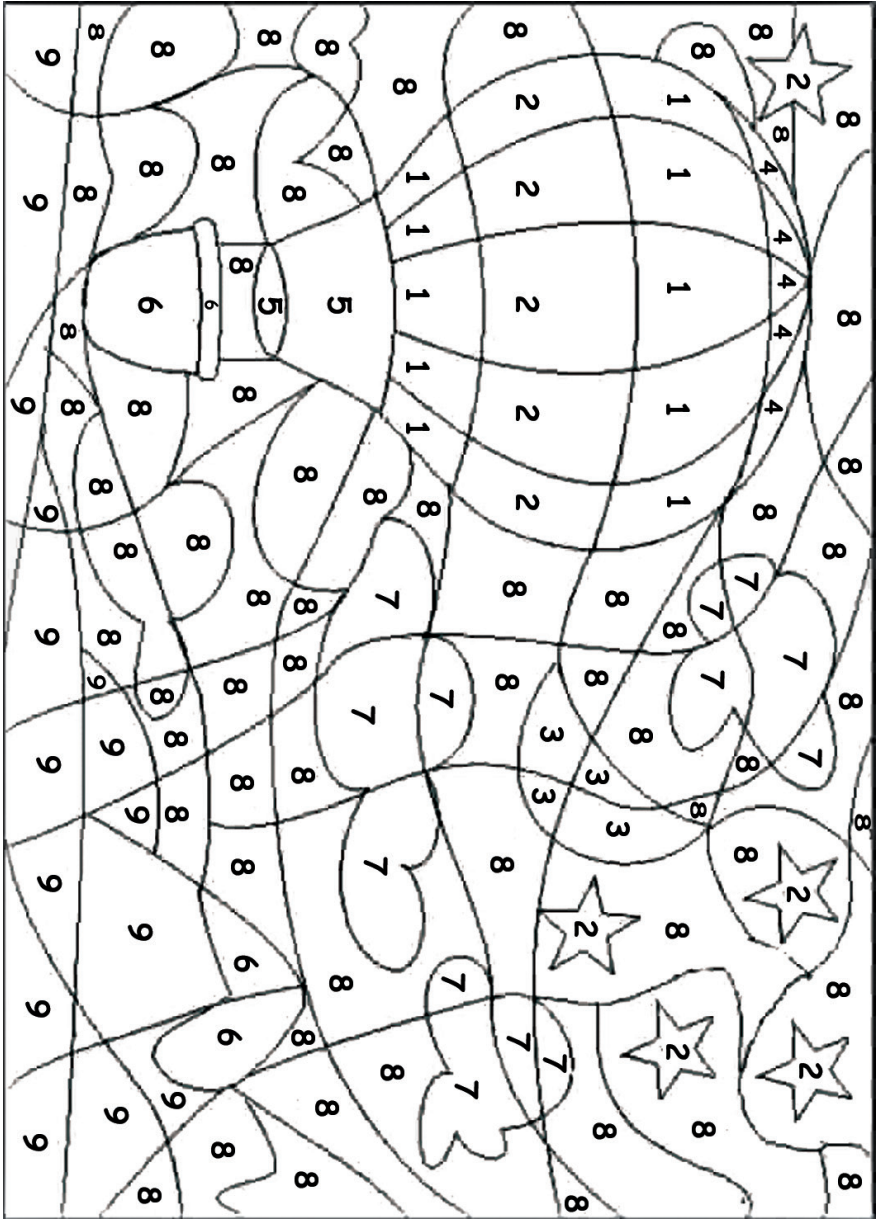 8
8 8 8 8 8 8 8
2 7 7 2 2
8 4 4 4 4 4
8 8 7 8 8
8 7 7 8 8
1 1 1 1 1 8 8 2
8
8 3
8 3 2 8
7 8
3 3
8 2 2 2 2 2 8 8 8 7
7 7 7
1 1 1 1 1 8
8 7 8
8 7 7
8 8 5 8 8
8 8 8 8 8 8 8
8 5 8
8 8 8 8 8 8 6 6 8
6 8
8 8 8 8 9
8 6 8 8 9 9 9 8
8 8 8 9 9
8 8 8
9 9 9 9 9 9 9 9 9